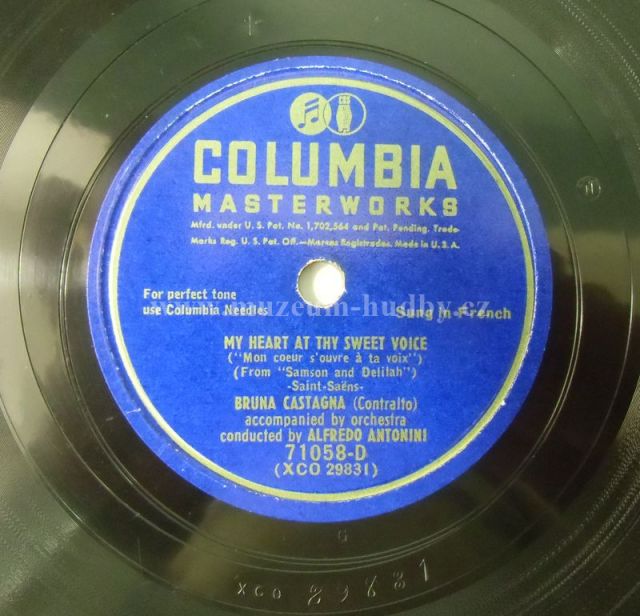 CBS
COLUMBIA
MASTERWORKS
Mfrd. under U. S. Pat. No. 1,702,564 and Pat. Pending. Trade-
Marks Reg. U. S. Pat. Off.—Marcas Registradas. Made in U.S.A.
For perfect tone
use Columbia Needles
Sung in French
www.muzeum-hudby.cz
MY HEART AT THY SWEET VOICE
("Mon coeur s'ouvre à ta voix")
(From "Samson and Delilah")
-Saint-Saëns-
BRUNA CASTAGNA (Contralto)
accompanied by orchestra
conducted by ALFREDO ANTONINI
71058-D
(XCO 29831)
XCO 29831